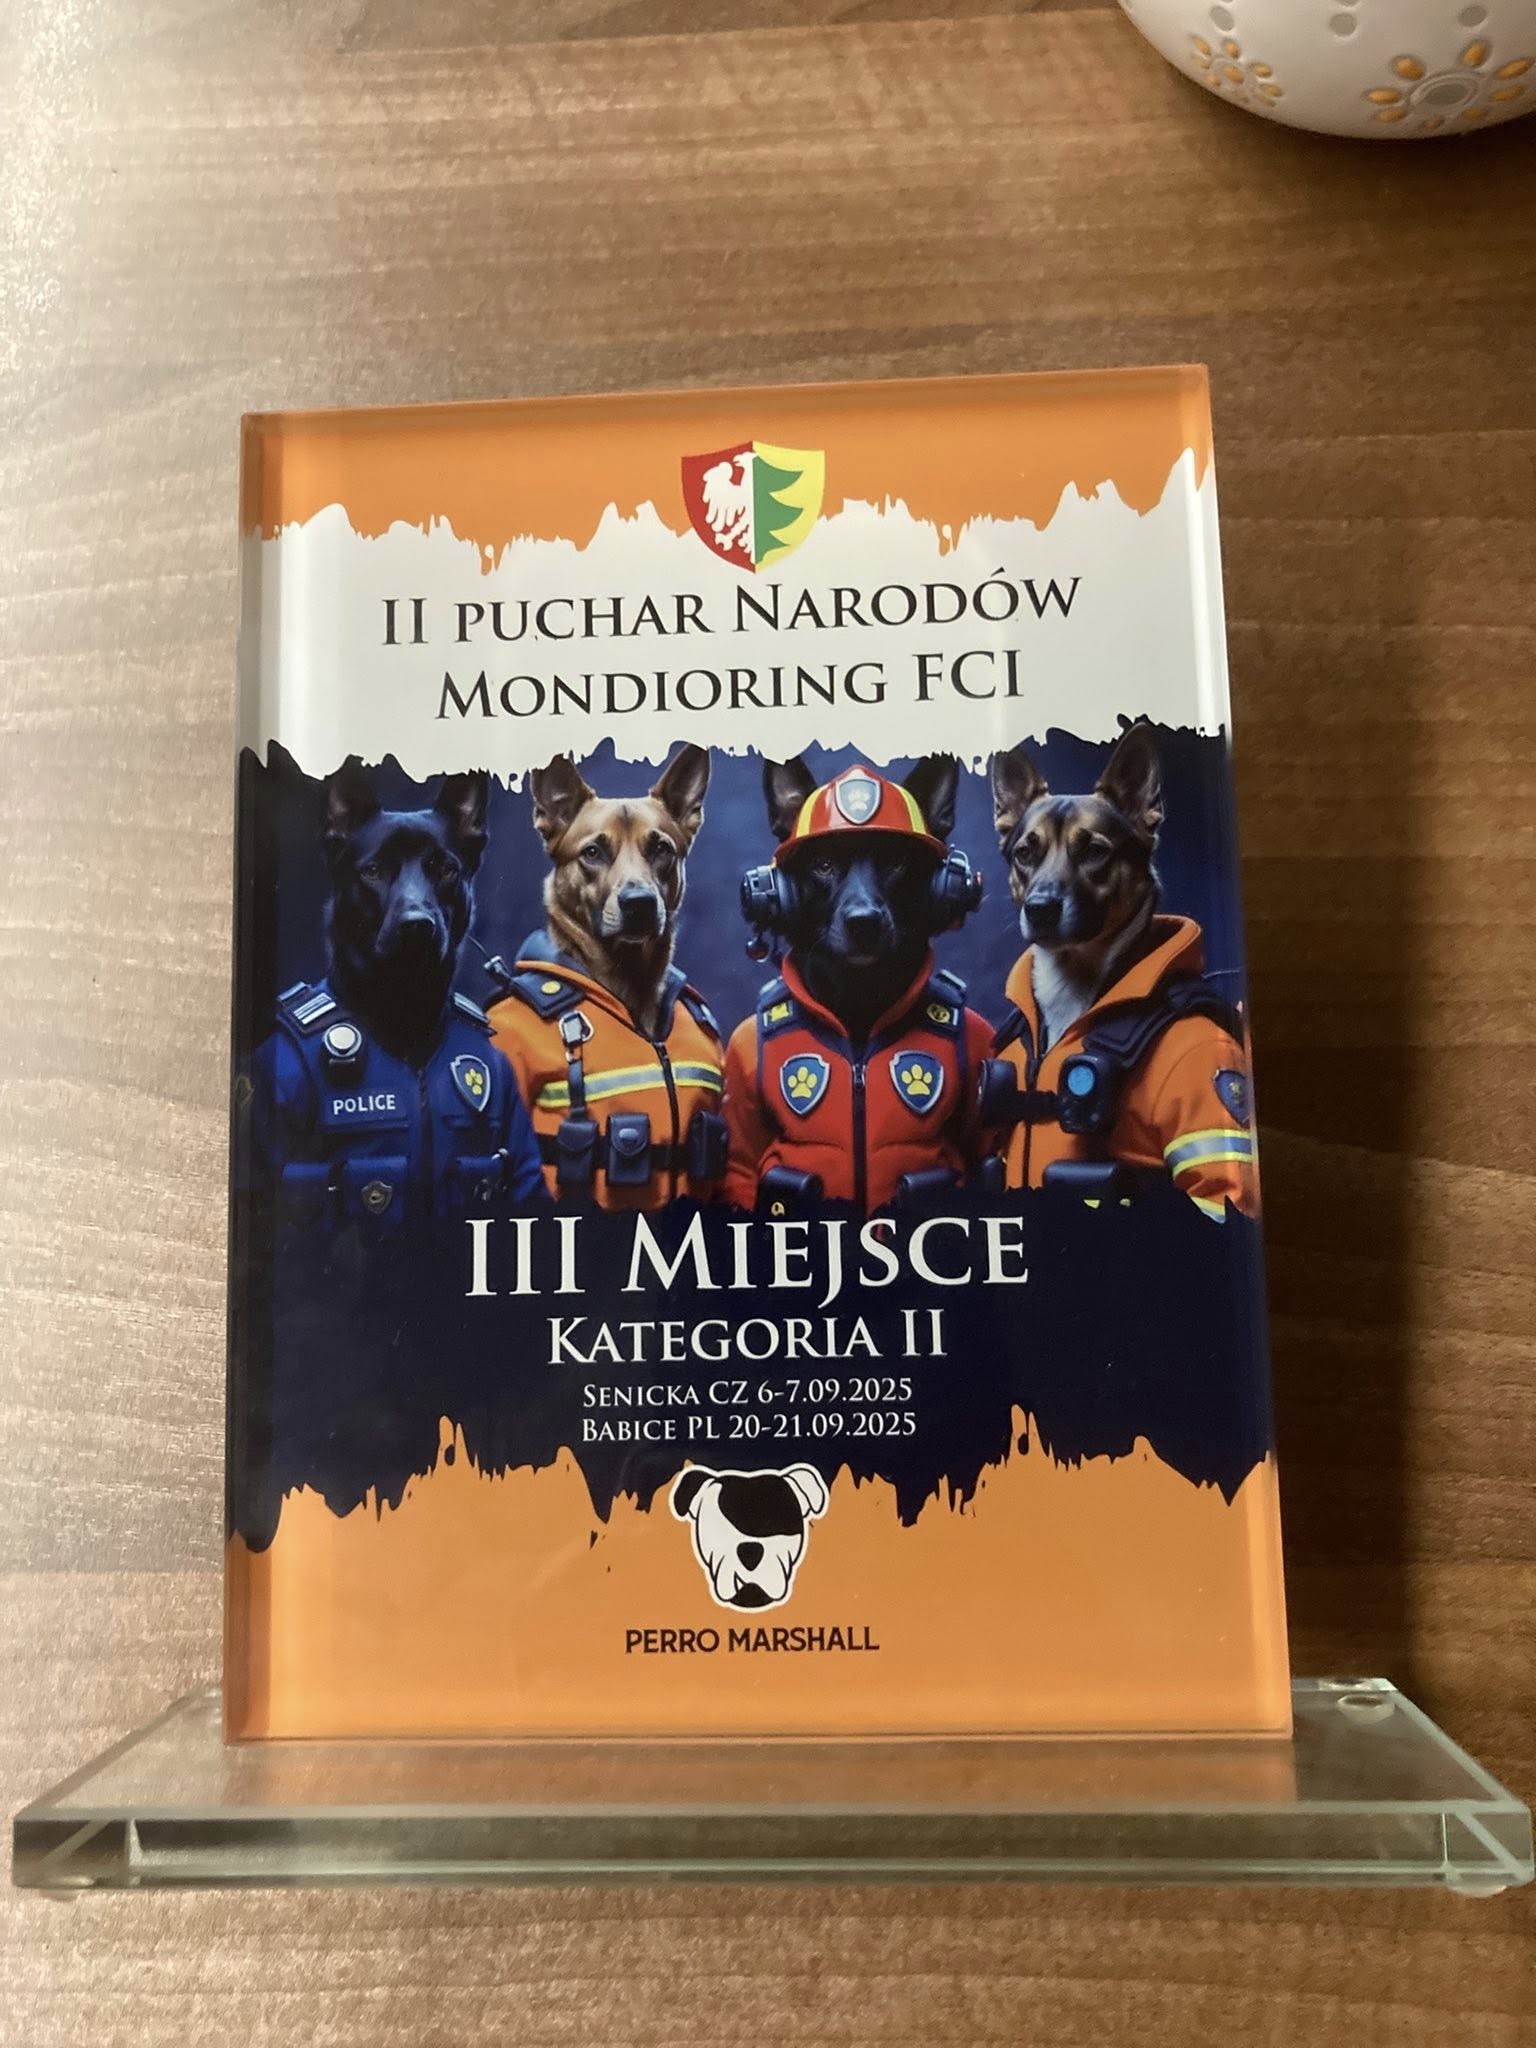 II PUCHAR NARODÓW
MONDIORING FCI
POLICE
III MIEJSCE
KATEGORIA II
SENICKA CZ 6-7.09.2025
BABICE PL 20-21.09.2025
PERRO MARSHALL